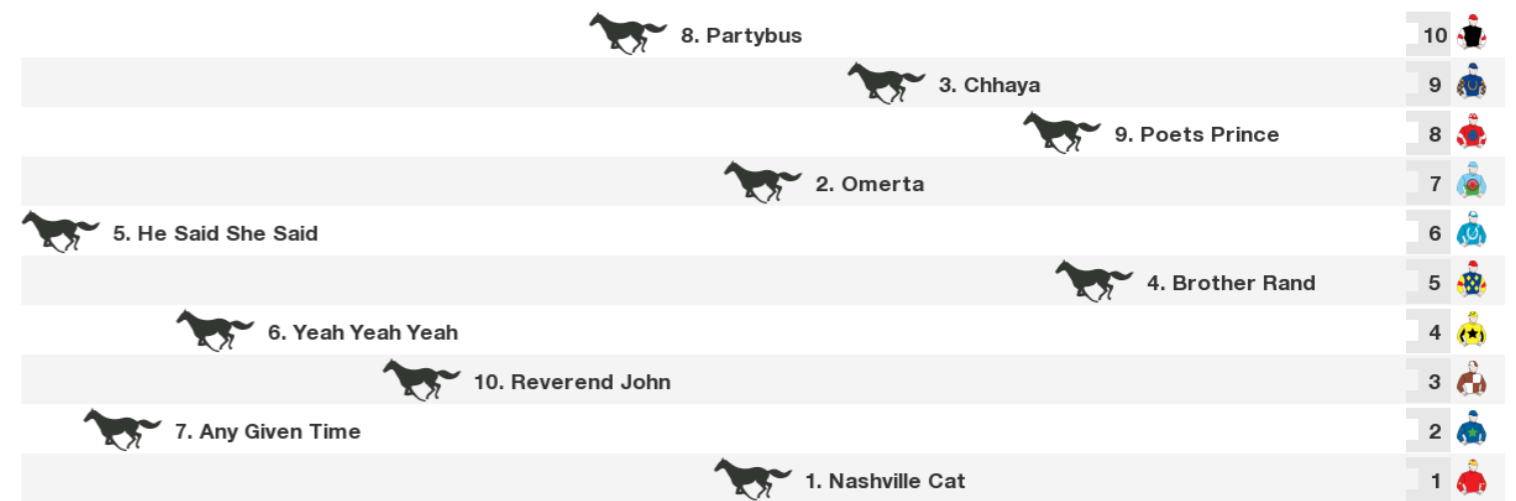 8. Partybus 10
3. Chhaya 9
9. Poets Prince 8
2. Omerta 7
5. He Said She Said 6
4. Brother Rand 5
6. Yeah Yeah Yeah 4
10. Reverend John 3
7. Any Given Time 2
1. Nashville Cat 1